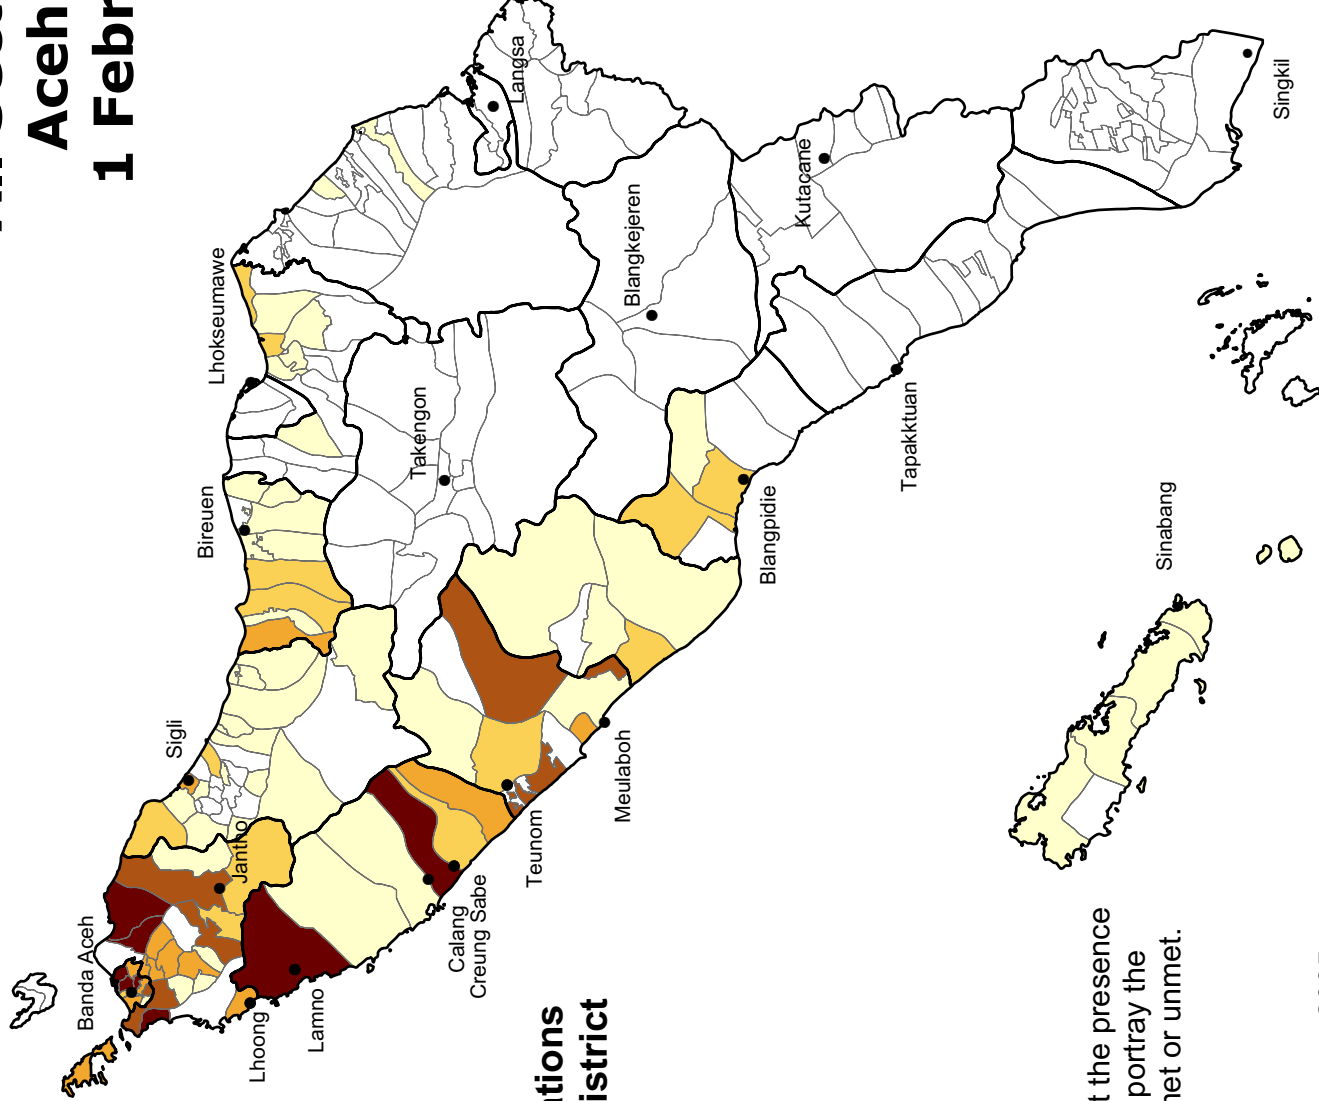 Aceh
1 Febr
Banda Aceh
Sigli
Bireuen
Lhokseumawe
Langsa
Jantho
Takengon
Blangkejeren
Kutacane
Lhoong
Lamno
Calang
Creung Sabe
Teunom
Meulaboh
Blangpidie
Tapakktuan
Singkil
Sinabang
ations
istrict
t the presence
portray the
net or unmet.